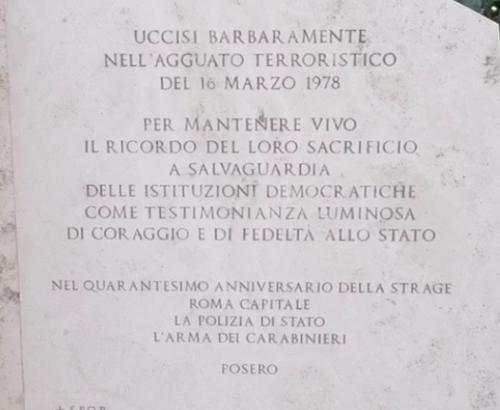 UCCISI BARBARAMENTE
NELL'AGGUATO TERRORISTICO
DEL 16 MARZO 1978
PER MANTENERE VIVO
IL RICORDO DEL LORO SACRIFICIO
A SALVAGUARDIA
DELLE ISTITUZIONI DEMOCRATICHE
COME TESTIMONIANZA LUMINOSA
DI CORAGGIO E DI FEDELTÀ ALLO STATO
NEL QUARANTESIMO ANNIVERSARIO DELLA STRAGE
ROMA CAPITALE
LA POLIZIA DI STATO
L'ARMA DEI CARABINIERI
POSERO